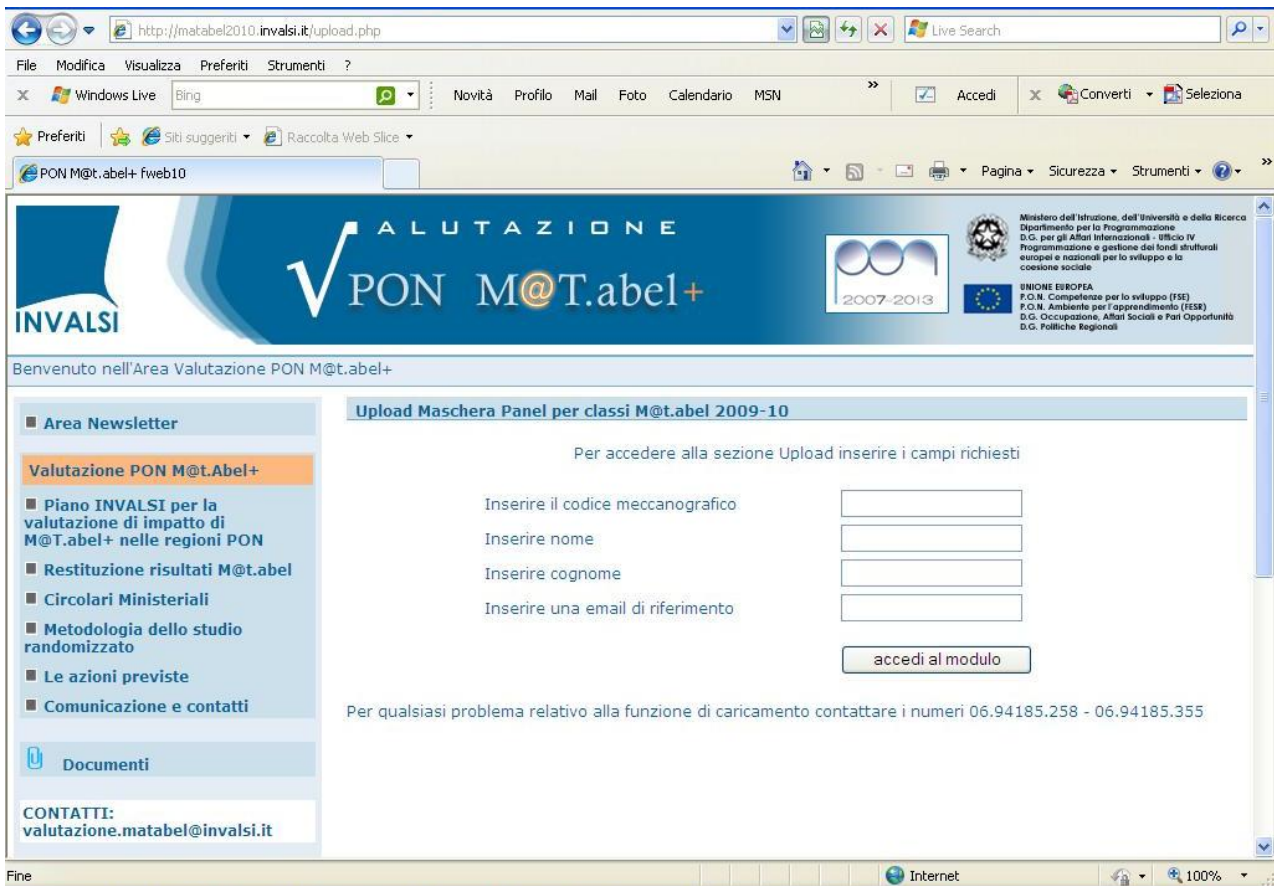 http://matabel2010.invalsi.it/upload.php
Live Search
File Modifica Visualizza Preferiti Strumenti ?
x Windows Live Bing Novità Profilo Mail Foto Calendario MSN » Accedi x Converti Seleziona
Preferiti Siti suggeriti Raccolta Web Slice
PON M@t.abel+ fweb10
Pagina Sicurezza Strumenti »
INVALSI
√ALUTAZIONE
PON M@T.abel+
2007-2013
Ministero dell'Istruzione, dell'Università e della Ricerca
Dipartimento per la Programmazione
D.G. per gli Affari Internazionali - Ufficio IV
Programmazione e gestione dei fondi strutturali
europei e nazionali per lo sviluppo e la
coesione sociale
UNIONE EUROPEA
P.O.N. Competenze per lo sviluppo (FSE)
P.O.N. Ambiente per l'apprendimento (FESR)
D.G. Occupazione, Affari Sociali e Pari Opportunità
D.G. Politiche Regionali
Benvenuto nell'Area Valutazione PON M@t.abel+
Area Newsletter
Valutazione PON M@t.Abel+
Piano INVALSI per la
valutazione di impatto di
M@T.abel+ nelle regioni PON
Restituzione risultati M@t.abel
Circolari Ministeriali
Metodologia dello studio
randomizzato
Le azioni previste
Comunicazione e contatti
Documenti
CONTATTI:
valutazione.matabel@invalsi.it
Upload Maschera Panel per classi M@t.abel 2009-10
Per accedere alla sezione Upload inserire i campi richiesti
Inserire il codice meccanografico
Inserire nome
Inserire cognome
Inserire una email di riferimento
accedi al modulo
Per qualsiasi problema relativo alla funzione di caricamento contattare i numeri 06.94185.258 - 06.94185.355
Fine
Internet
100%